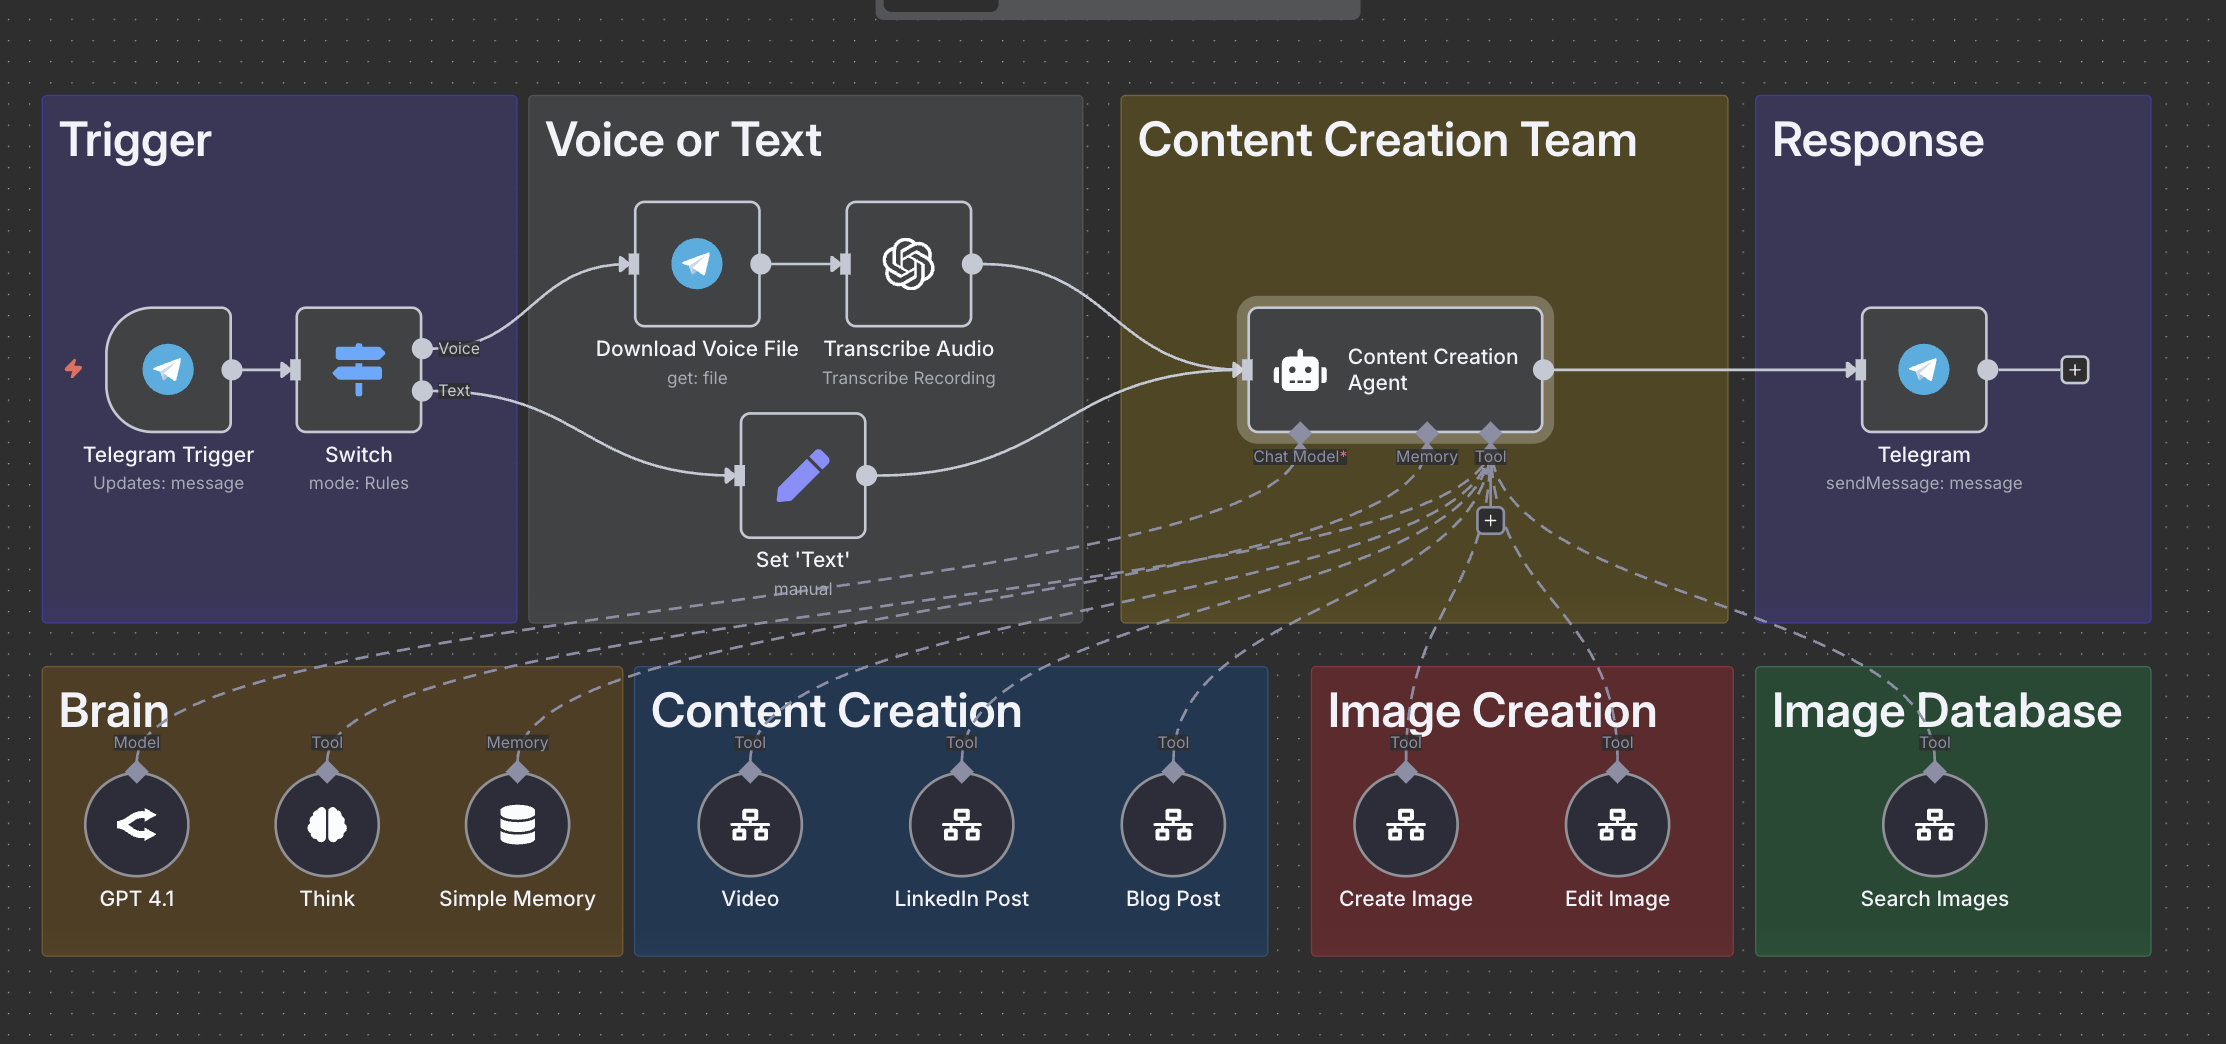 Trigger
Voice or Text
Content Creation Team
Response
Voice
Text
Telegram Trigger
Updates: message
Switch
mode: Rules
Download Voice File
get: file
Transcribe Audio
Transcribe Recording
Set 'Text'
manual
Content Creation
Agent
Chat Model*
Memory
Tool
Telegram
sendMessage: message
Brain
Model
Tool
Memory
GPT 4.1
Think
Simple Memory
Content Creation
Tool
Tool
Tool
Video
LinkedIn Post
Blog Post
Image Creation
Tool
Tool
Create Image
Edit Image
Image Database
Tool
Search Images